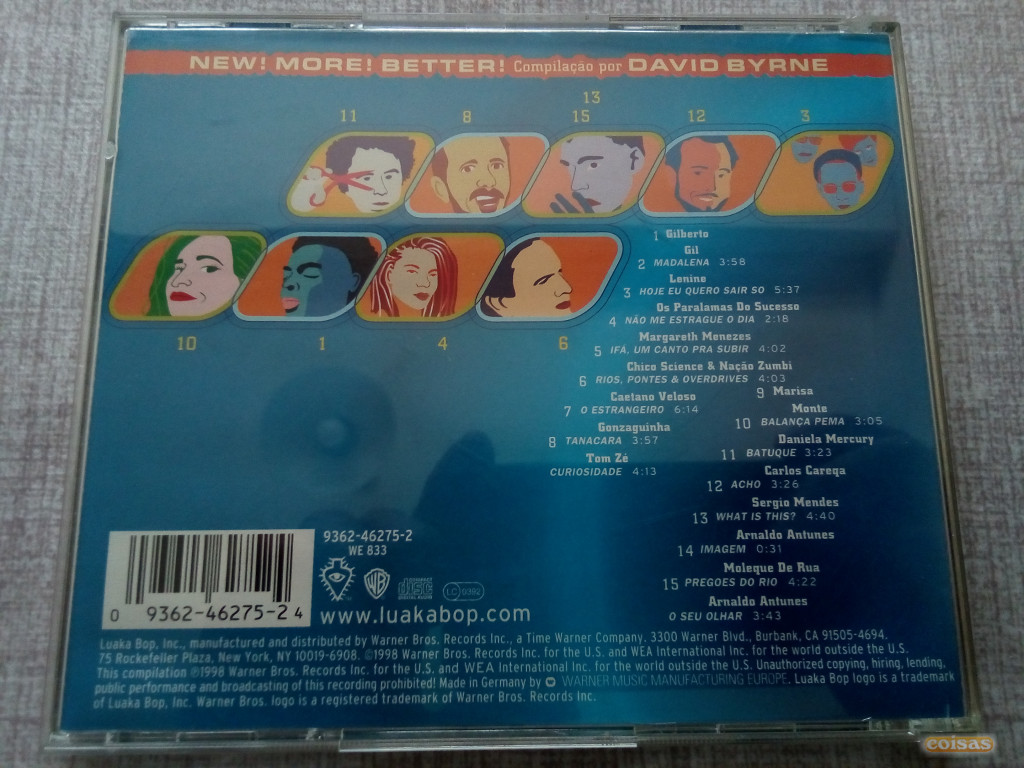 NEW! MORE! BETTER! Compilação por DAVID BYRNE
13
11 8 15 12 3
10 1 4 6
1 Gilberto
Gil
2 MADALENA 3:58
Lenine
3 HOJE EU QUERO SAIR SO 5:37
Os Paralamas Do Sucesso
4 NÃO ME ESTRAGUE O DIA 2:18
Margareth Menezes
5 IFÁ, UM CANTO PRA SUBIR 4:02
Chico Science & Nação Zumbi
6 RIOS, PONTES & OVERDRIVES 4:03
Caetano Veloso
7 O ESTRANGEIRO 6:14
Gonzaguinha
8 TANACARA 3:57
Tom Zé
CURIOSIDADE 4:13
9 Marisa
Monte
10 BALANÇA PEMA 3:05
Daniela Mercury
11 BATUQUE 3:23
Carlos Careqa
12 ACHO 3:26
Sergio Mendes
13 WHAT IS THIS? 4:40
Arnaldo Antunes
14 IMAGEM 0:31
Moleque De Rua
15 PREGOES DO RIO 4:22
Arnaldo Antunes
O SEU OLHAR 3:43
9362-46275-2
WE 833
WB COMPACT disc DIGITAL AUDIO LC 0392
0 9362-46275-2 4
www.luakabop.com
Luaka Bop, Inc., manufactured and distributed by Warner Bros. Records Inc., a Time Warner Company. 3300 Warner Blvd., Burbank, CA 91505-4694.
75 Rockefeller Plaza, New York, NY 10019-6908. ©1998 Warner Bros. Records Inc. for the U.S. and WEA International Inc. for the world outside the U.S.
This compilation ℗1998 Warner Bros. Records Inc. for the U.S. and WEA International Inc. for the world outside the U.S. Unauthorized copying, hiring, lending,
public performance and broadcasting of this recording prohibited! Made in Germany by WARNER MUSIC MANUFACTURING EUROPE. Luaka Bop logo is a trademark
of Luaka Bop, Inc. Warner Bros. logo is a registered trademark of Warner Bros. Records Inc.
coisas